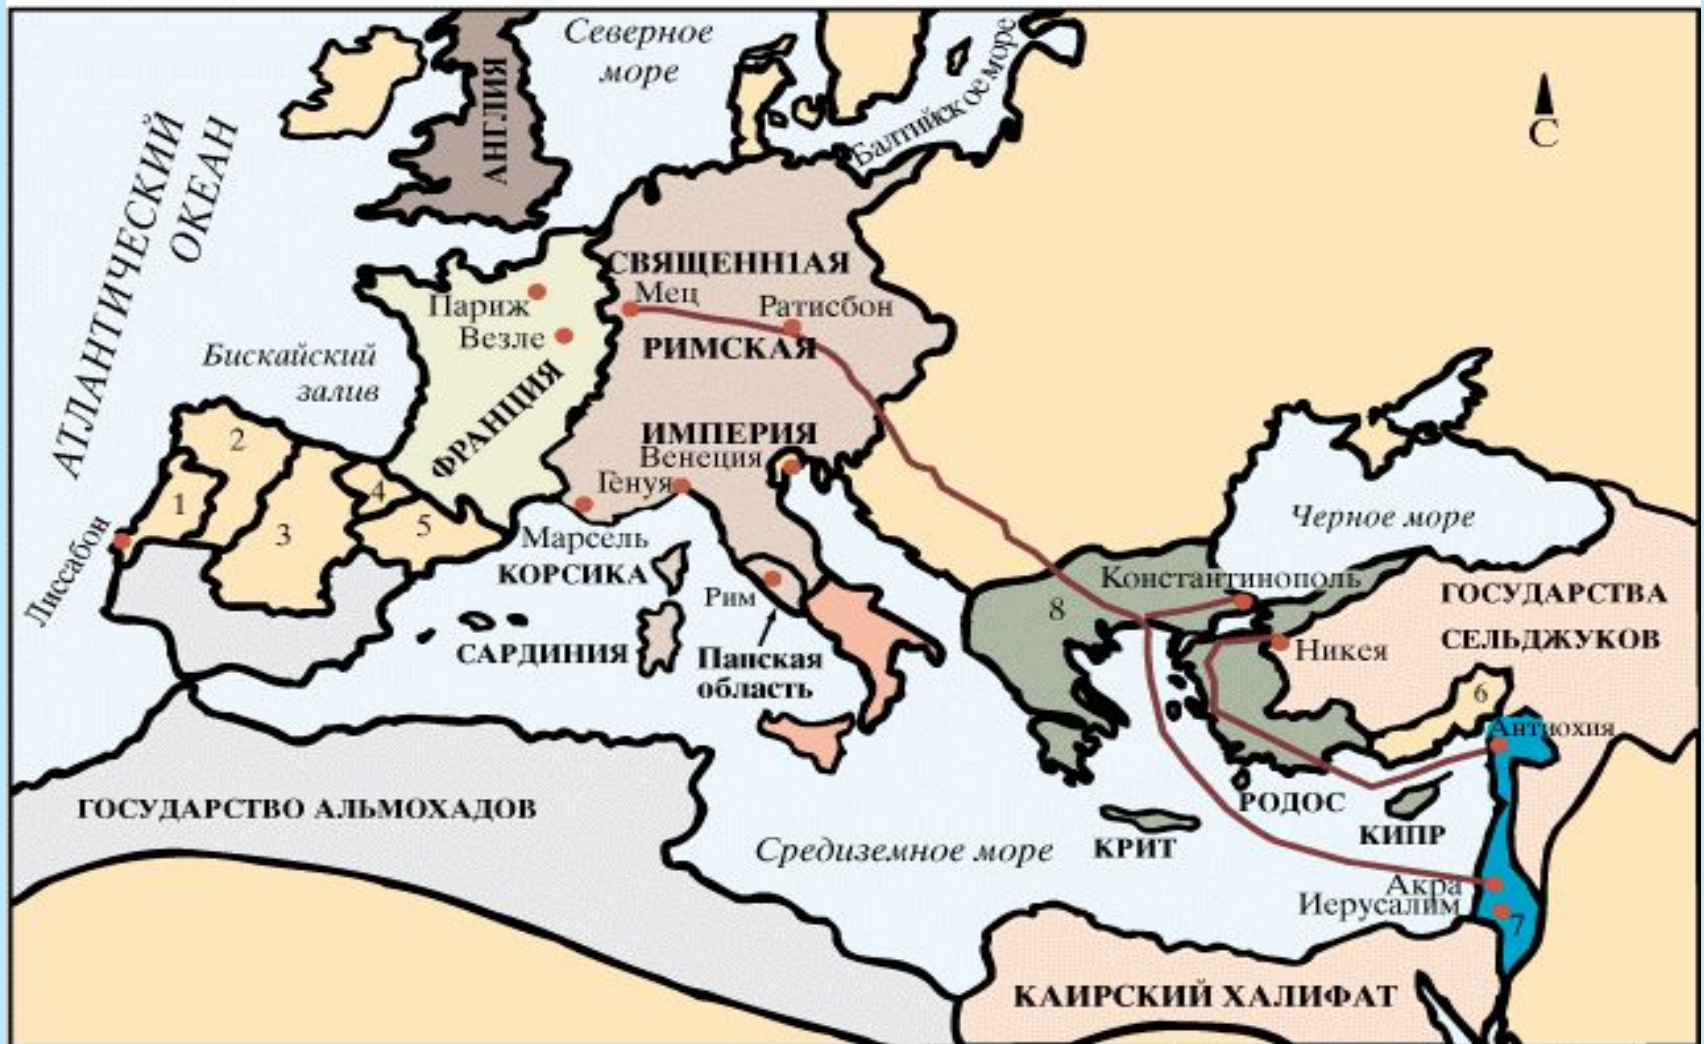 Северное
море
Балтийское море
С
АНГЛИЯ
АТЛАНТИЧЕСКИЙ
ОКЕАН
СВЯЩЕНН1АЯ
Мец
Ратисбон
Париж
Везле
РИМСКАЯ
Бискайский
залив
ФРАНЦИЯ
ИМПЕРИЯ
Венеция
Генуя
2
4
1
3
5
Лиссабон
Марсель
КОРСИКА
Рим
САРДИНИЯ
Папская
область
Черное море
Константинополь
8
ГОСУДАРСТВА
СЕЛЬДЖУКОВ
Никея
6
Антиохия
РОДОС
КИПР
КРИТ
ГОСУДАРСТВО АЛЬМОХАДОВ
Средиземное море
Акра
Иерусалим
7
КАИРСКИЙ ХАЛИФАТ